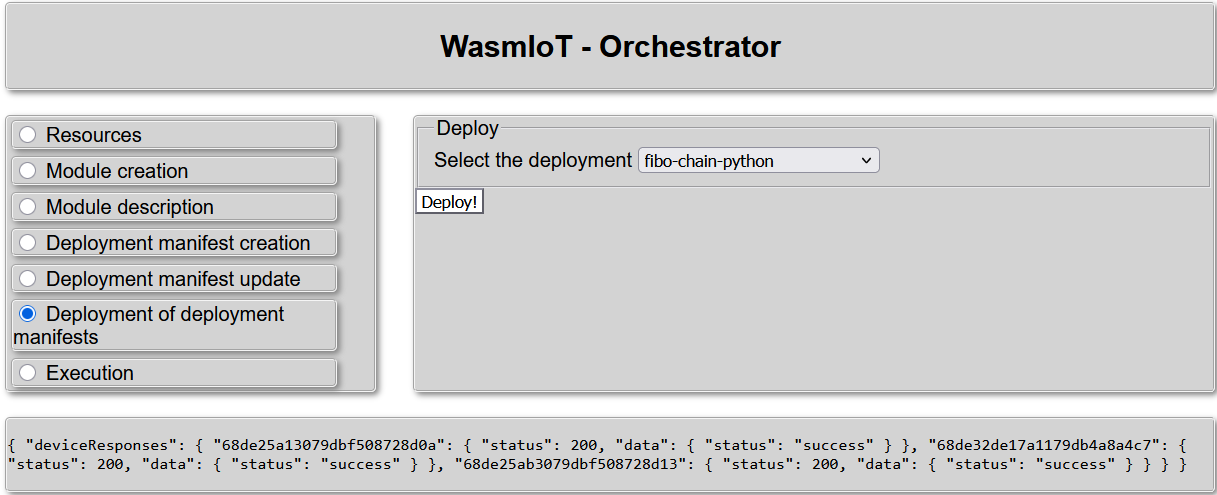 WasmIoT - Orchestrator
Resources
Module creation
Module description
Deployment manifest creation
Deployment manifest update
Deployment of deployment
manifests
Execution
Deploy
Select the deployment fibo-chain-python
Deploy!
{ "deviceResponses": { "68de25a13079dbf508728d0a": { "status": 200, "data": { "status": "success" } }, "68de32de17a1179db4a8a4c7": {
"status": 200, "data": { "status": "success" } }, "68de25ab3079dbf508728d13": { "status": 200, "data": { "status": "success" } } } }